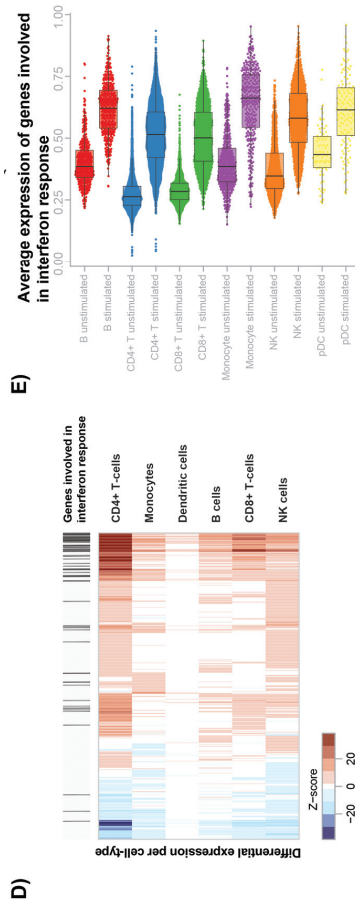 D)
Genes involved in
interferon response
CD4+ T-cells
Monocytes
Dendritic cells
B cells
CD8+ T-cells
NK cells
Differential expression per cell-type
Z-score
−20
0
20
E)
Average expression of genes involved
in interferon response
0.00
0.25
0.50
0.75
1.00
B unstimulated
B stimulated
CD4+ T unstimulated
CD4+ T stimulated
CD8+ T unstimulated
CD8+ T stimulated
Monocyte unstimulated
Monocyte stimulated
NK unstimulated
NK stimulated
pDC unstimulated
pDC stimulated